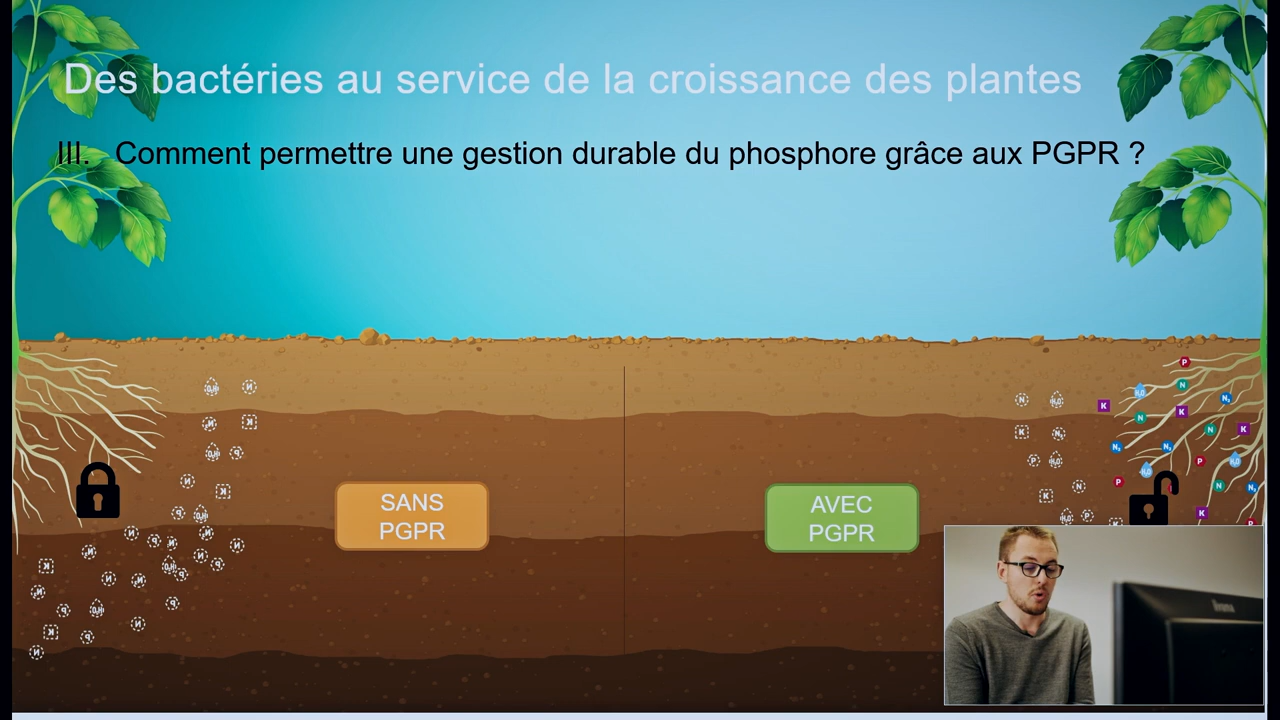 Des bactéries au service de la croissance des plantes
III. Comment permettre une gestion durable du phosphore grâce aux PGPR ?
SANS
PGPR
AVEC
PGPR